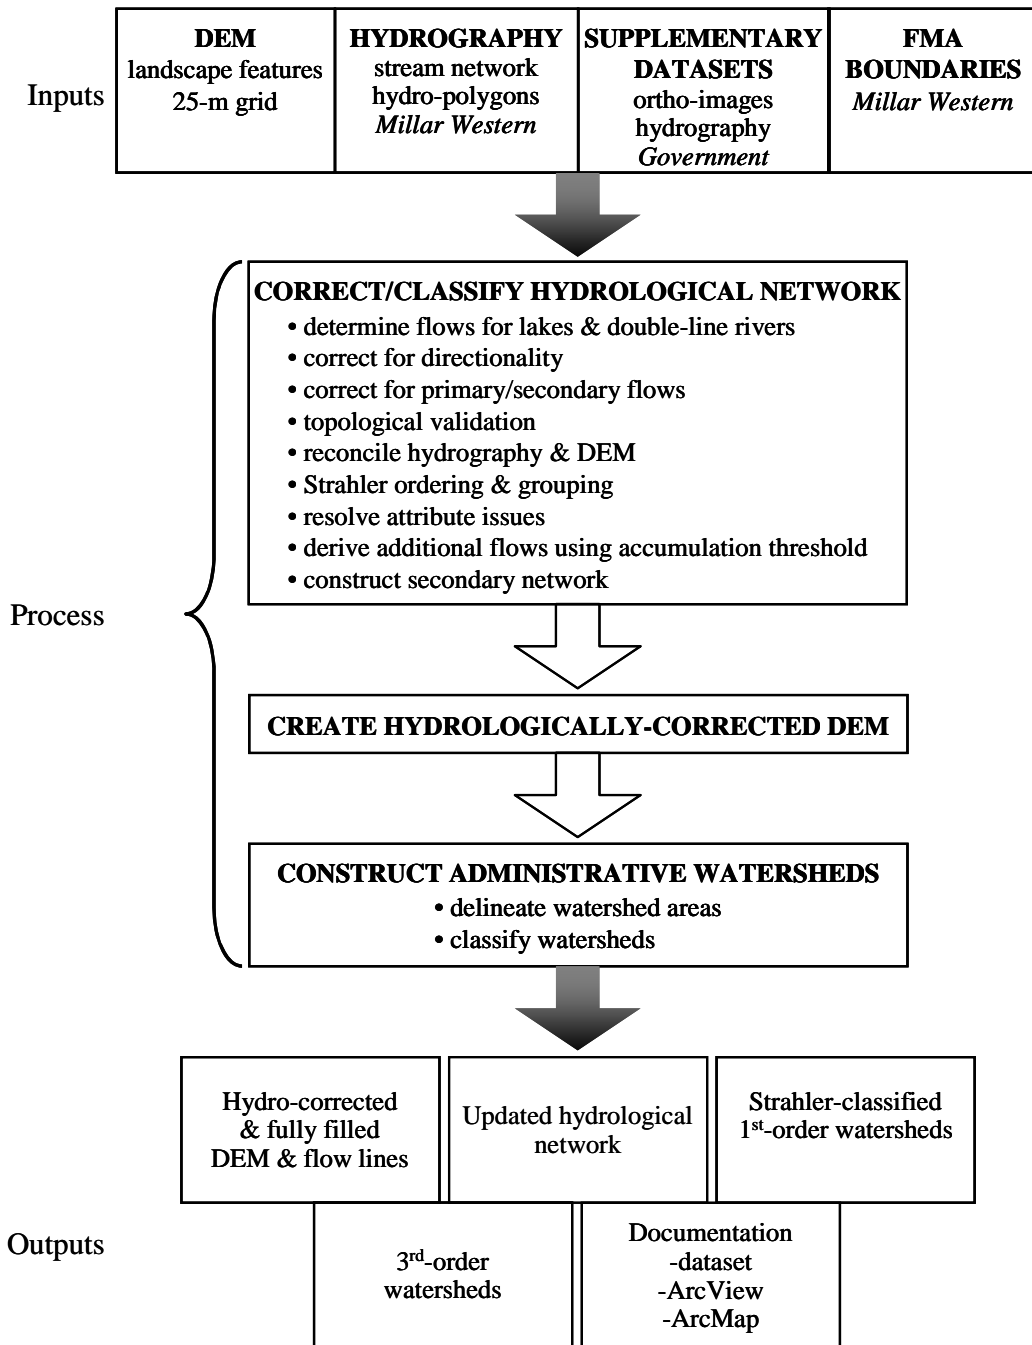 Inputs
DEM
landscape features
25-m grid
HYDROGRAPHY
stream network
hydro-polygons
Millar Western
SUPPLEMENTARY
DATASETS
ortho-images
hydrography
Government
FMA
BOUNDARIES
Millar Western
Process
CORRECT/CLASSIFY HYDROLOGICAL NETWORK
• determine flows for lakes & double-line rivers
• correct for directionality
• correct for primary/secondary flows
• topological validation
• reconcile hydrography & DEM
• Strahler ordering & grouping
• resolve attribute issues
• derive additional flows using accumulation threshold
• construct secondary network
CREATE HYDROLOGICALLY-CORRECTED DEM
CONSTRUCT ADMINISTRATIVE WATERSHEDS
• delineate watershed areas
• classify watersheds
Outputs
Hydro-corrected
& fully filled
DEM & flow lines
Updated hydrological
network
Strahler-classified
1st-order watersheds
3rd-order
watersheds
Documentation
-dataset
-ArcView
-ArcMap